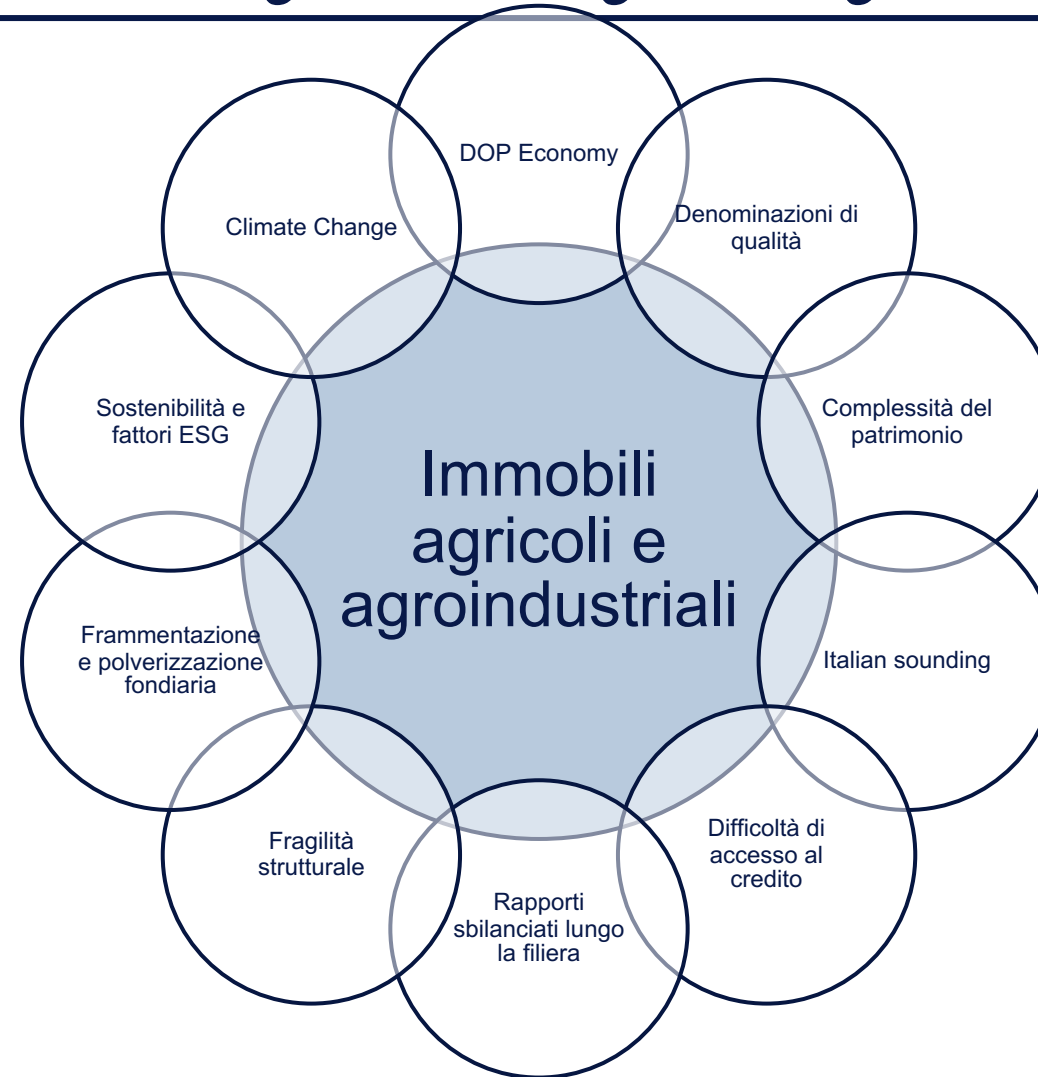 DOP Economy
Denominazioni di
qualità
Complessità del
patrimonio
Italian sounding
Difficoltà di
accesso al
credito
Rapporti
sbilanciati lungo
la filiera
Fragilità
strutturale
Frammentazione
e polverizzazione
fondiaria
Sostenibilità e
fattori ESG
Climate Change
Immobili
agricoli e
agroindustriali